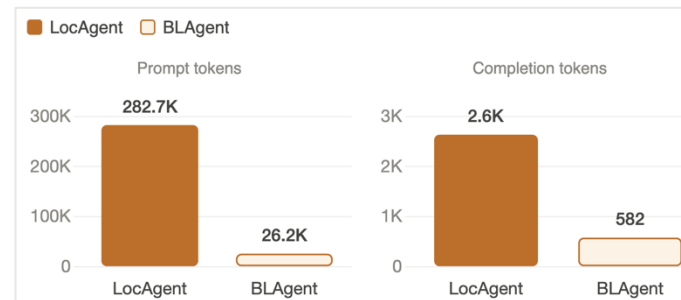 LocAgent BLAgent
Prompt tokens Completion tokens
282.7K
300K
200K
100K
26.2K
0
LocAgent BLAgent
2.6K
3K
2K
1K
582
0
LocAgent BLAgent